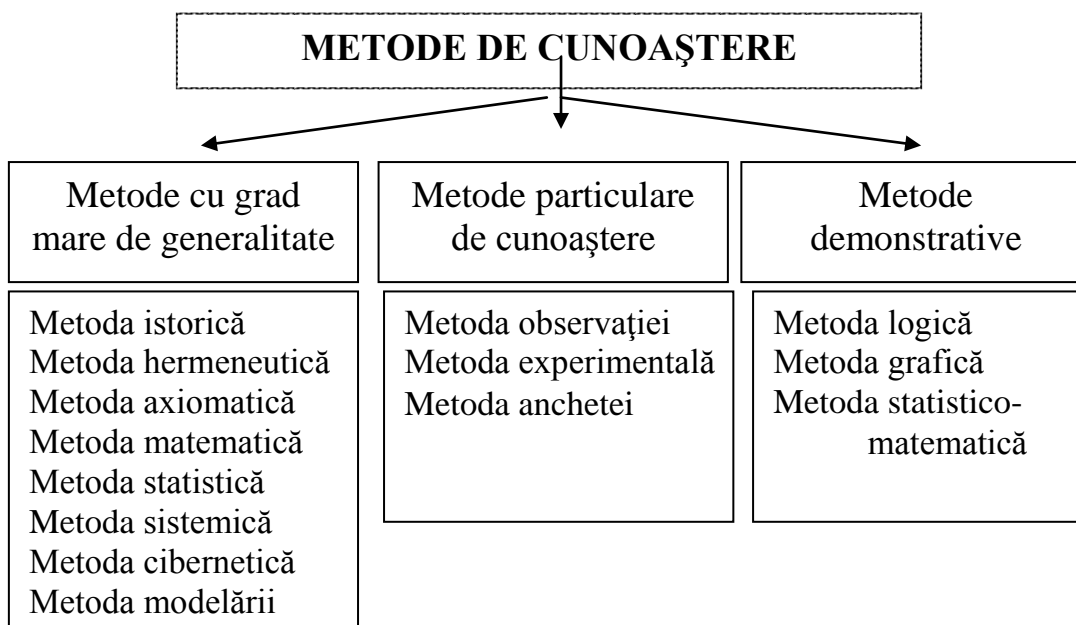 METODE DE CUNOAŞTERE
Metode cu grad
mare de generalitate
Metode particulare
de cunoaştere
Metode
demonstrative
Metoda istorică
Metoda hermeneutică
Metoda axiomatică
Metoda matematică
Metoda statistică
Metoda sistemică
Metoda cibernetică
Metoda modelării
Metoda observaţiei
Metoda experimentală
Metoda anchetei
Metoda logică
Metoda grafică
Metoda statistico-
matematică